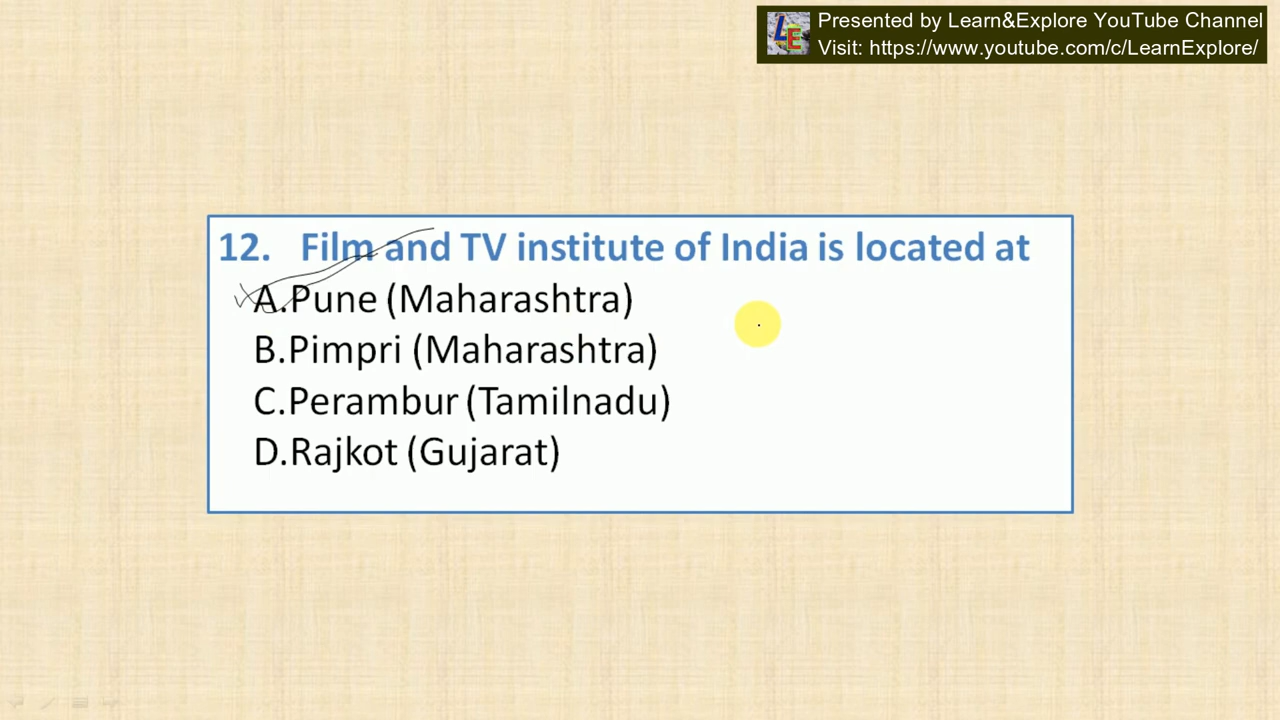 Presented by Learn&Explore YouTube Channel
Visit: https://www.youtube.com/c/LearnExplore/
12. Film and TV institute of India is located at
A.Pune (Maharashtra)
B.Pimpri (Maharashtra)
C.Perambur (Tamilnadu)
D.Rajkot (Gujarat)